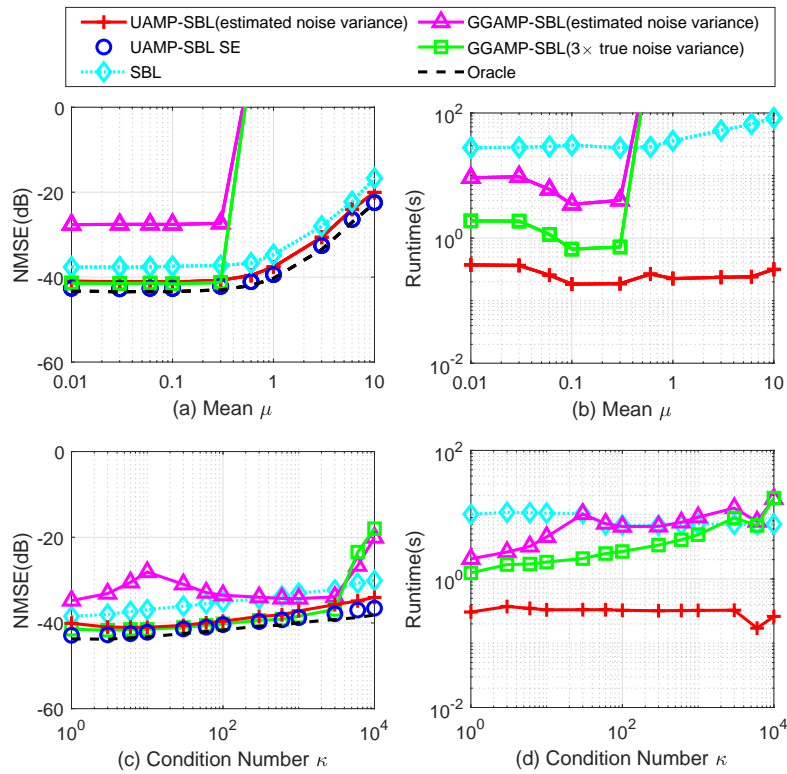 UAMP-SBL(estimated noise variance)
GGAMP-SBL(estimated noise variance)
UAMP-SBL SE
GGAMP-SBL(3× true noise variance)
SBL
Oracle
0
-20
-40
-60
NMSE(dB)
0.01 0.1 1 10
(a) Mean μ
10^2
10^0
10^-2
Runtime(s)
0.01 0.1 1 10
(b) Mean μ
0
-20
-40
-60
NMSE(dB)
10^0 10^2 10^4
(c) Condition Number κ
10^2
10^0
10^-2
Runtime(s)
10^0 10^2 10^4
(d) Condition Number κ